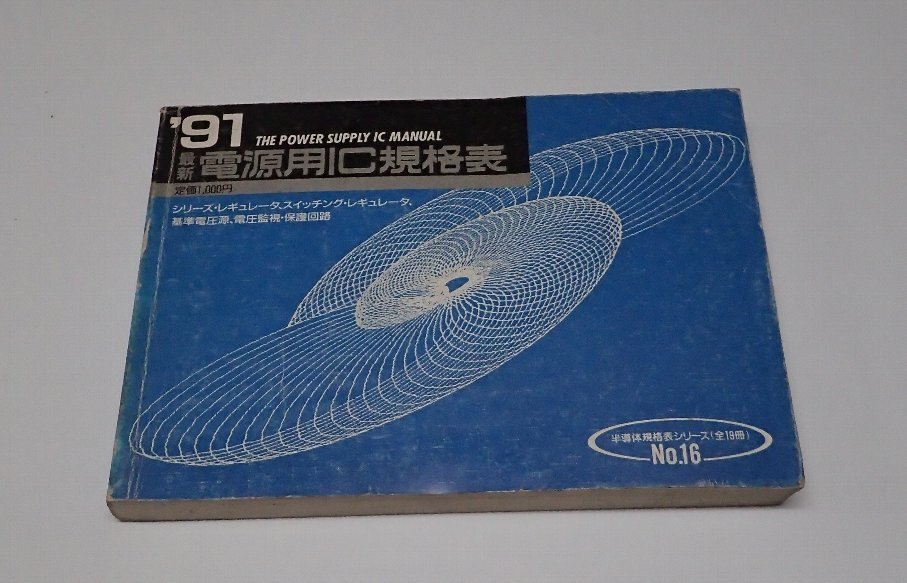 '91 THE POWER SUPPLY IC MANUAL
最新 電源用IC規格表
定価1,000円
シリーズ・レギュレータ、スイッチング・レギュレータ、
基準電圧源、電圧監視・保護回路
半導体規格表シリーズ(全19冊)
No.16